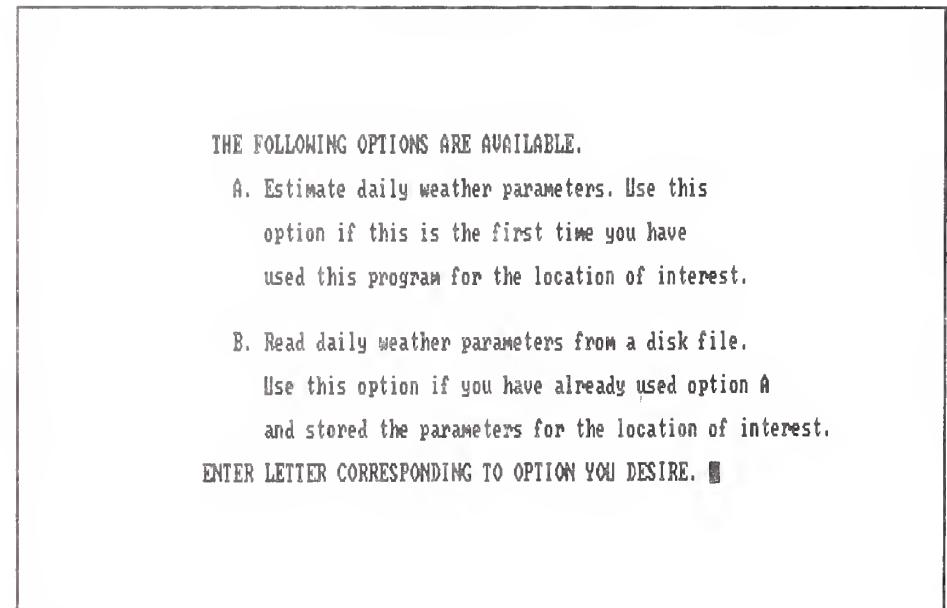 THE FOLLOWING OPTIONS ARE AVAILABLE.
A. Estimate daily weather parameters. Use this
option if this is the first time you have
used this program for the location of interest.
B. Read daily weather parameters from a disk file.
Use this option if you have already used option A
and stored the parameters for the location of interest.
ENTER LETTER CORRESPONDING TO OPTION YOU DESIRE.